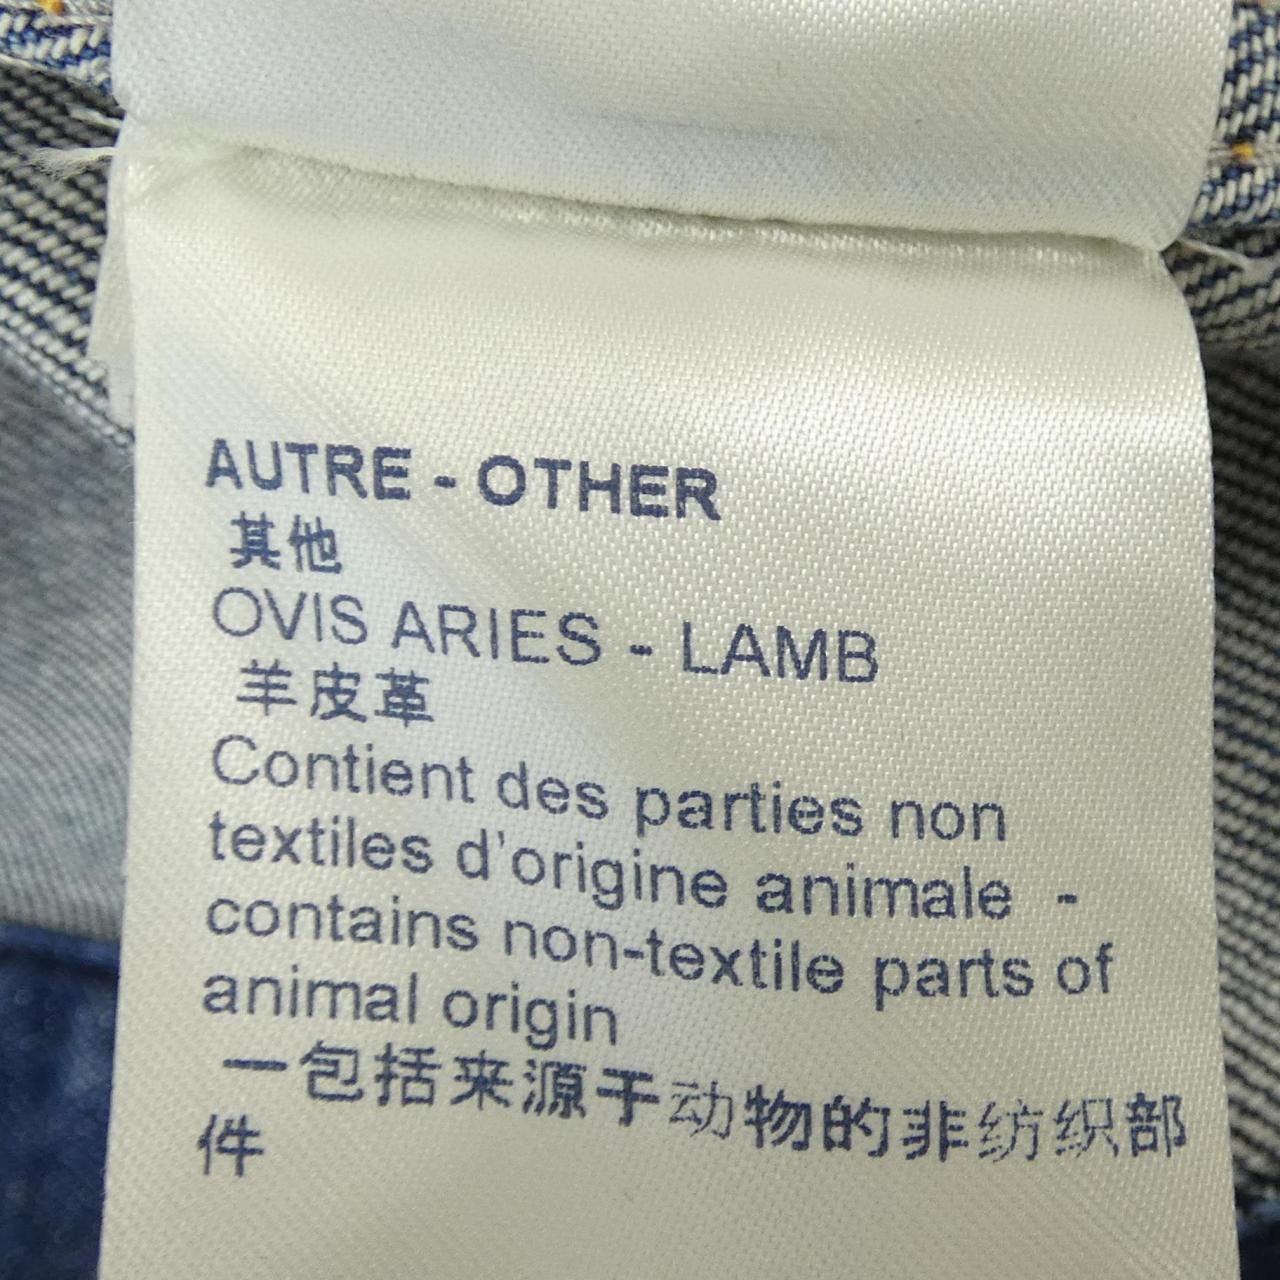 AUTRE - OTHER
其他
OVIS ARIES - LAMB
羊皮革
Contient des parties non
textiles d'origine animale -
contains non-textile parts of
animal origin
一包括来源于动物的非纺织部
件